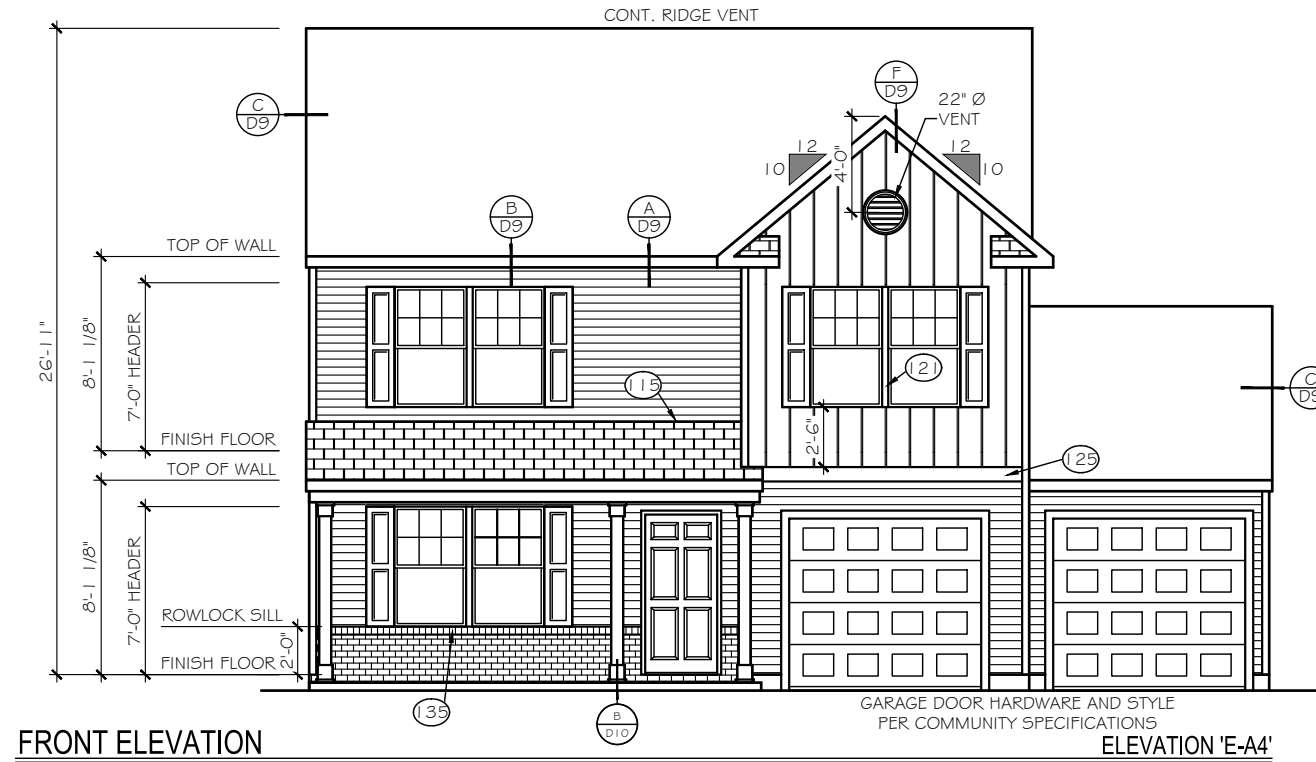 CONT. RIDGE VENT
C
D9
F
D9
22" Ø
VENT
12
10
12
10
4'-0"
B
D9
A
D9
TOP OF WALL
26'-11"
8'-1 1/8"
7'-0" HEADER
115
121
C
D9
2'-6"
FINISH FLOOR
TOP OF WALL
125
8'-1 1/8"
7'-0" HEADER
ROWLOCK SILL
2'-0"
FINISH FLOOR
135
B
D10
GARAGE DOOR HARDWARE AND STYLE
PER COMMUNITY SPECIFICATIONS
FRONT ELEVATION
ELEVATION 'E-A4'